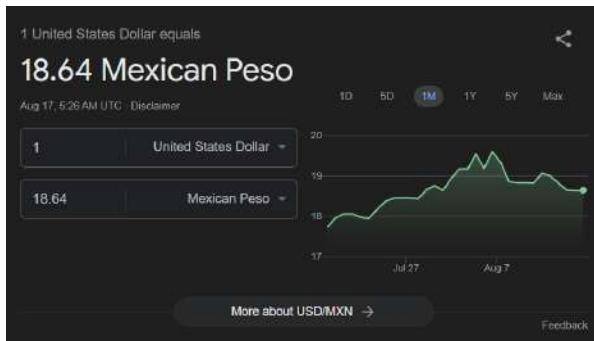 1 United States Dollar equals
18.64 Mexican Peso
Aug 17, 5:26 AM UTC · Disclaimer
1 United States Dollar
18.64 Mexican Peso
1D 5D 1M 1Y 5Y Max
20
19
18
17
Jul 27 Aug 7
More about USD/MXN →
Feedback